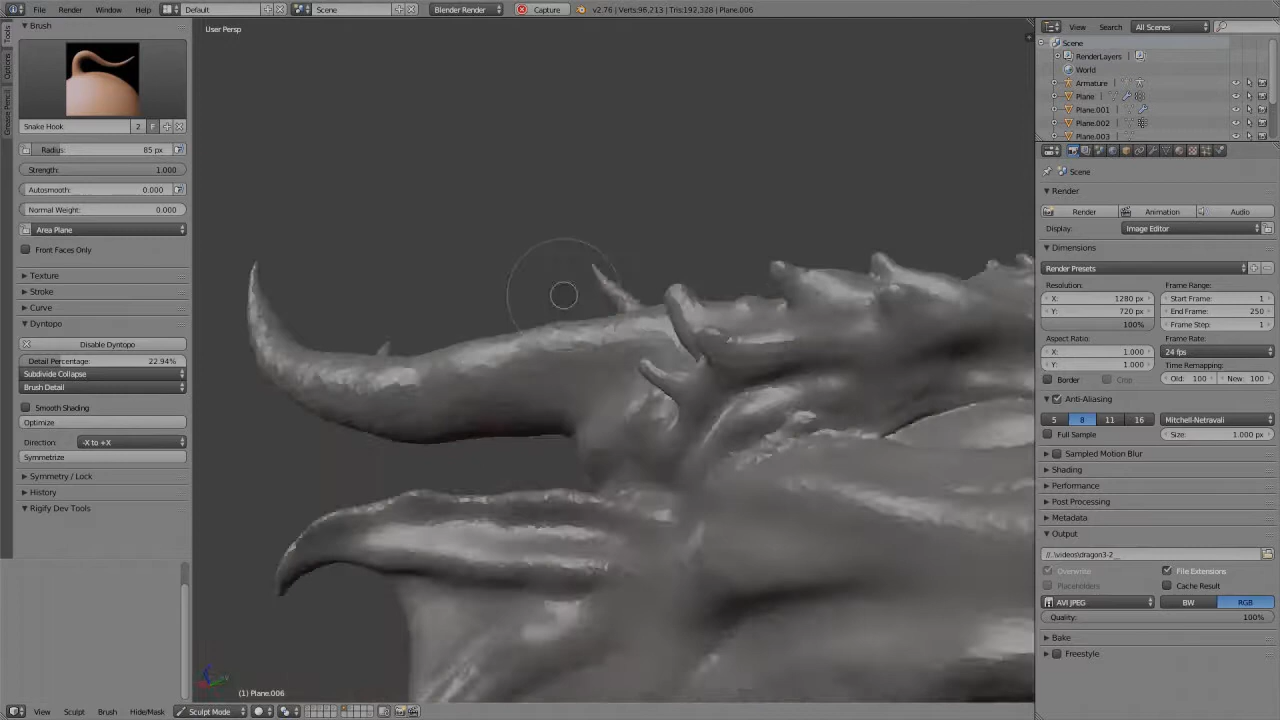 File Render Window Help Default Scene Blender Render Capture v2.76 | Verts:96,213 | Tris:192,328 | Plane.006
Brush
User Persp
Snake Hook 2 F
Radius: 85 px
Strength: 1.000
Autosmooth: 0.000
Normal Weight: 0.000
Area Plane
Front Faces Only
Texture
Stroke
Curve
Dyntopo
Disable Dyntopo
Detail Percentage: 22.94%
Subdivide Collapse
Brush Detail
Smooth Shading
Optimize
Direction: -X to +X
Symmetrize
Symmetry / Lock
History
Rigify Dev Tools
Tools
Options
Grease Pencil
(1) Plane.006
View Sculpt Brush Hide/Mask Sculpt Mode
View Search All Scenes
Scene
RenderLayers
World
Armature
Plane
Plane.001
Plane.002
Plane.003
Scene
Render
Render Animation Audio
Display: Image Editor
Dimensions
Render Presets
Resolution: Frame Range:
X: 1280 px Start Frame: 1
Y: 720 px End Frame: 250
100% Frame Step: 1
Aspect Ratio: Frame Rate:
X: 1.000 24 fps
Y: 1.000 Time Remapping:
Border Crop Old: 100 New: 100
Anti-Aliasing
5 8 11 16 Mitchell-Netravali
Full Sample Size: 1.000 px
Sampled Motion Blur
Shading
Performance
Post Processing
Metadata
Output
//..\videos\dragon3-2__
Overwrite File Extensions
Placeholders Cache Result
AVI JPEG BW RGB
Quality: 100%
Bake
Freestyle